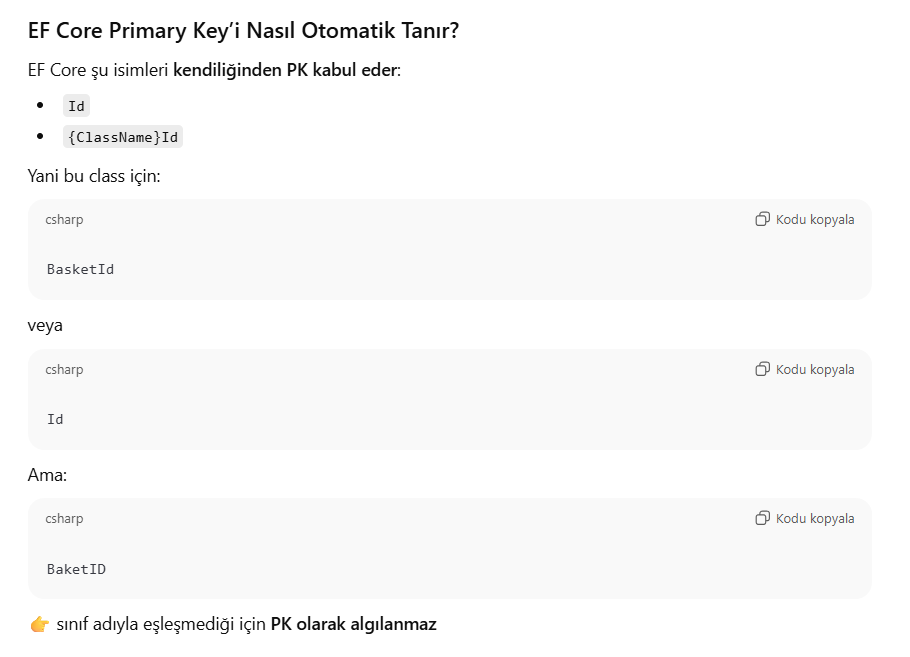 EF Core Primary Key’i Nasıl Otomatik Tanır?
EF Core şu isimleri kendiliğinden PK kabul eder:
Id
{ClassName}Id
Yani bu class için:
csharp
Kodu kopyala
BasketId
veya
csharp
Kodu kopyala
Id
Ama:
csharp
Kodu kopyala
BaketID
👉 sınıf adıyla eşleşmediği için PK olarak algılanmaz